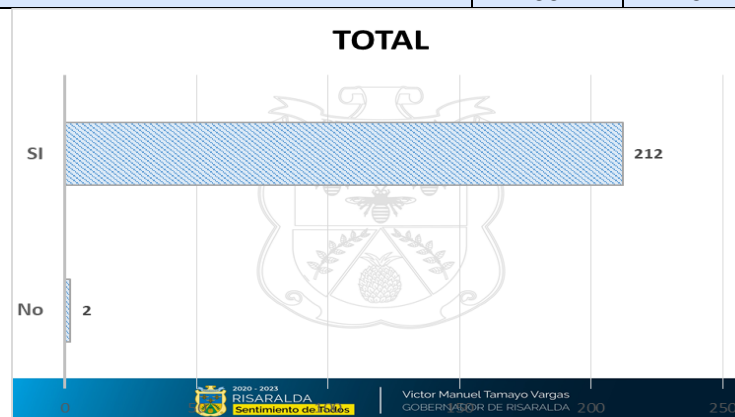 TOTAL
SI
212
No
2
2020 - 2023
RISARALDA
Sentimiento de Todos
Victor Manuel Tamayo Vargas
GOBERNADOR DE RISARALDA
0
200
250